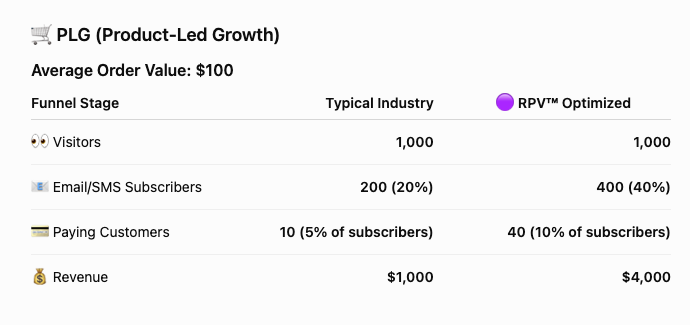 🛒 PLG (Product-Led Growth)
Average Order Value: $100
Funnel Stage Typical Industry 🟣 RPV™ Optimized
👀 Visitors 1,000 1,000
📧 Email/SMS Subscribers 200 (20%) 400 (40%)
💳 Paying Customers 10 (5% of subscribers) 40 (10% of subscribers)
💰 Revenue $1,000 $4,000